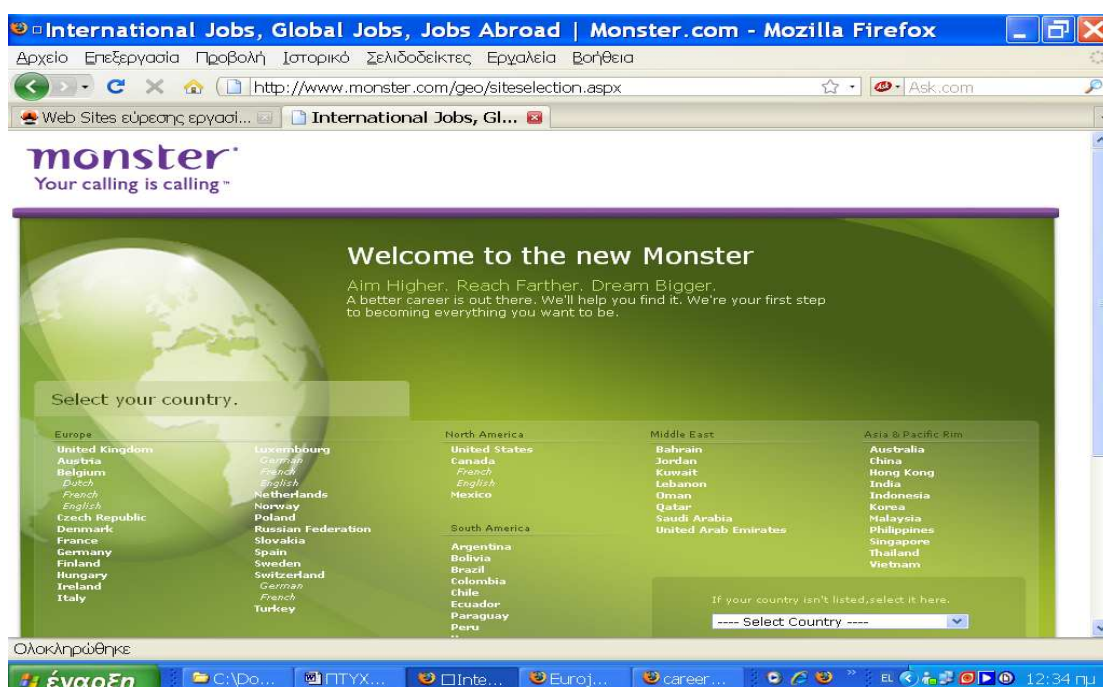 International Jobs, Global Jobs, Jobs Abroad | Monster.com - Mozilla Firefox
Αρχείο Επεξεργασία Προβολή Ιστορικό Σελιδοδείκτες Εργαλεία Βοήθεια
http://www.monster.com/geo/siteselection.aspx
Ask.com
Web Sites εύρεσης εργασί...
International Jobs, Gl...
monster
Your calling is calling™
Welcome to the new Monster
Aim Higher. Reach Farther. Dream Bigger.
A better career is out there. We'll help you find it. We're your first step
to becoming everything you want to be.
Select your country.
Europe
United Kingdom
Austria
Belgium
Dutch
French
English
Czech Republic
Denmark
France
Germany
Finland
Hungary
Ireland
Italy
Luxembourg
German
French
English
Netherlands
Norway
Poland
Russian Federation
Slovakia
Spain
Sweden
Switzerland
German
French
Turkey
North America
United States
Canada
French
English
Mexico
South America
Argentina
Bolivia
Brazil
Colombia
Chile
Ecuador
Paraguay
Peru
Middle East
Bahrain
Jordan
Kuwait
Lebanon
Oman
Qatar
Saudi Arabia
United Arab Emirates
Asia & Pacific Rim
Australia
China
Hong Kong
India
Indonesia
Korea
Malaysia
Philippines
Singapore
Thailand
Vietnam
If your country isn't listed,select it here.
---- Select Country ----
Ολοκληρώθηκε
έναρξη
C:\Do...
ΠΤΥΧ...
Inte...
Euroj...
career...
EL
12:34 πμ